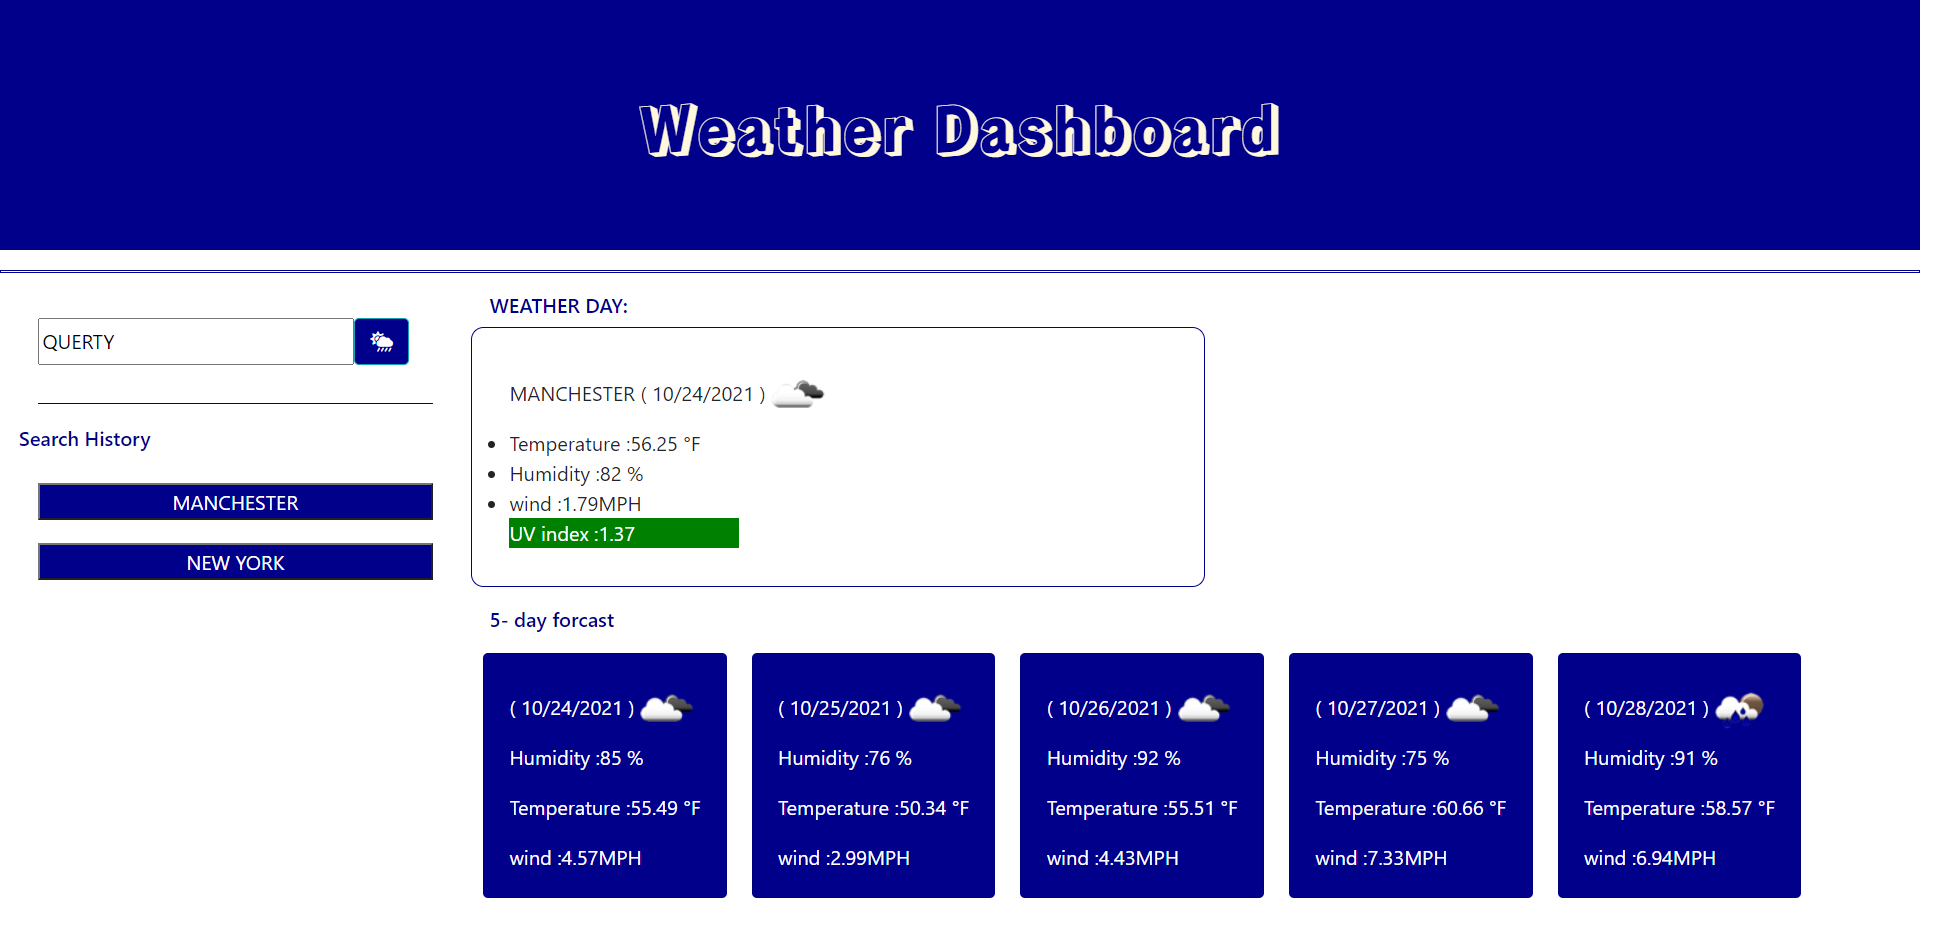 Weather Dashboard
QUERTY
Search History
MANCHESTER
NEW YORK
WEATHER DAY:
MANCHESTER ( 10/24/2021 )
Temperature :56.25 °F
Humidity :82 %
wind :1.79MPH
UV index :1.37
5- day forcast
( 10/24/2021 )
Humidity :85 %
Temperature :55.49 °F
wind :4.57MPH
( 10/25/2021 )
Humidity :76 %
Temperature :50.34 °F
wind :2.99MPH
( 10/26/2021 )
Humidity :92 %
Temperature :55.51 °F
wind :4.43MPH
( 10/27/2021 )
Humidity :75 %
Temperature :60.66 °F
wind :7.33MPH
( 10/28/2021 )
Humidity :91 %
Temperature :58.57 °F
wind :6.94MPH